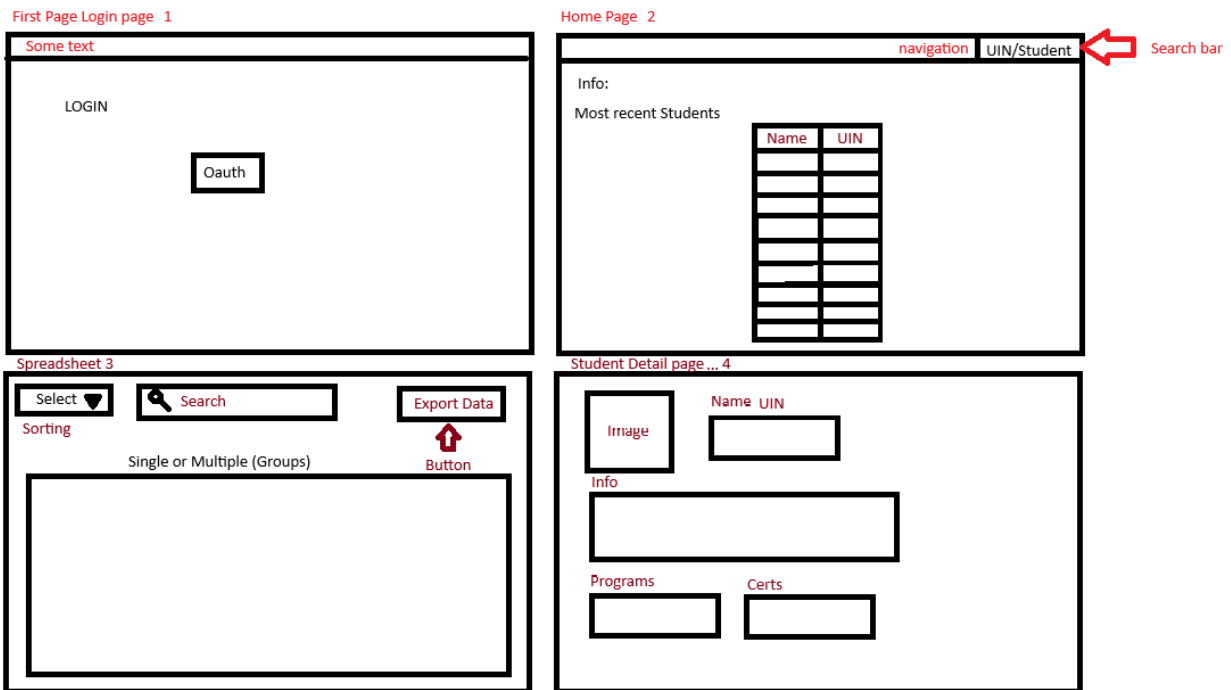 First Page Login page 1
Some text
LOGIN
Oauth
Home Page 2
navigation UIN/Student
Search bar
Info:
Most recent Students
Name UIN
Spreadsheet 3
Select Search Export Data
Sorting
Button
Single or Multiple (Groups)
Student Detail page ... 4
Image
Name UIN
Info
Programs Certs